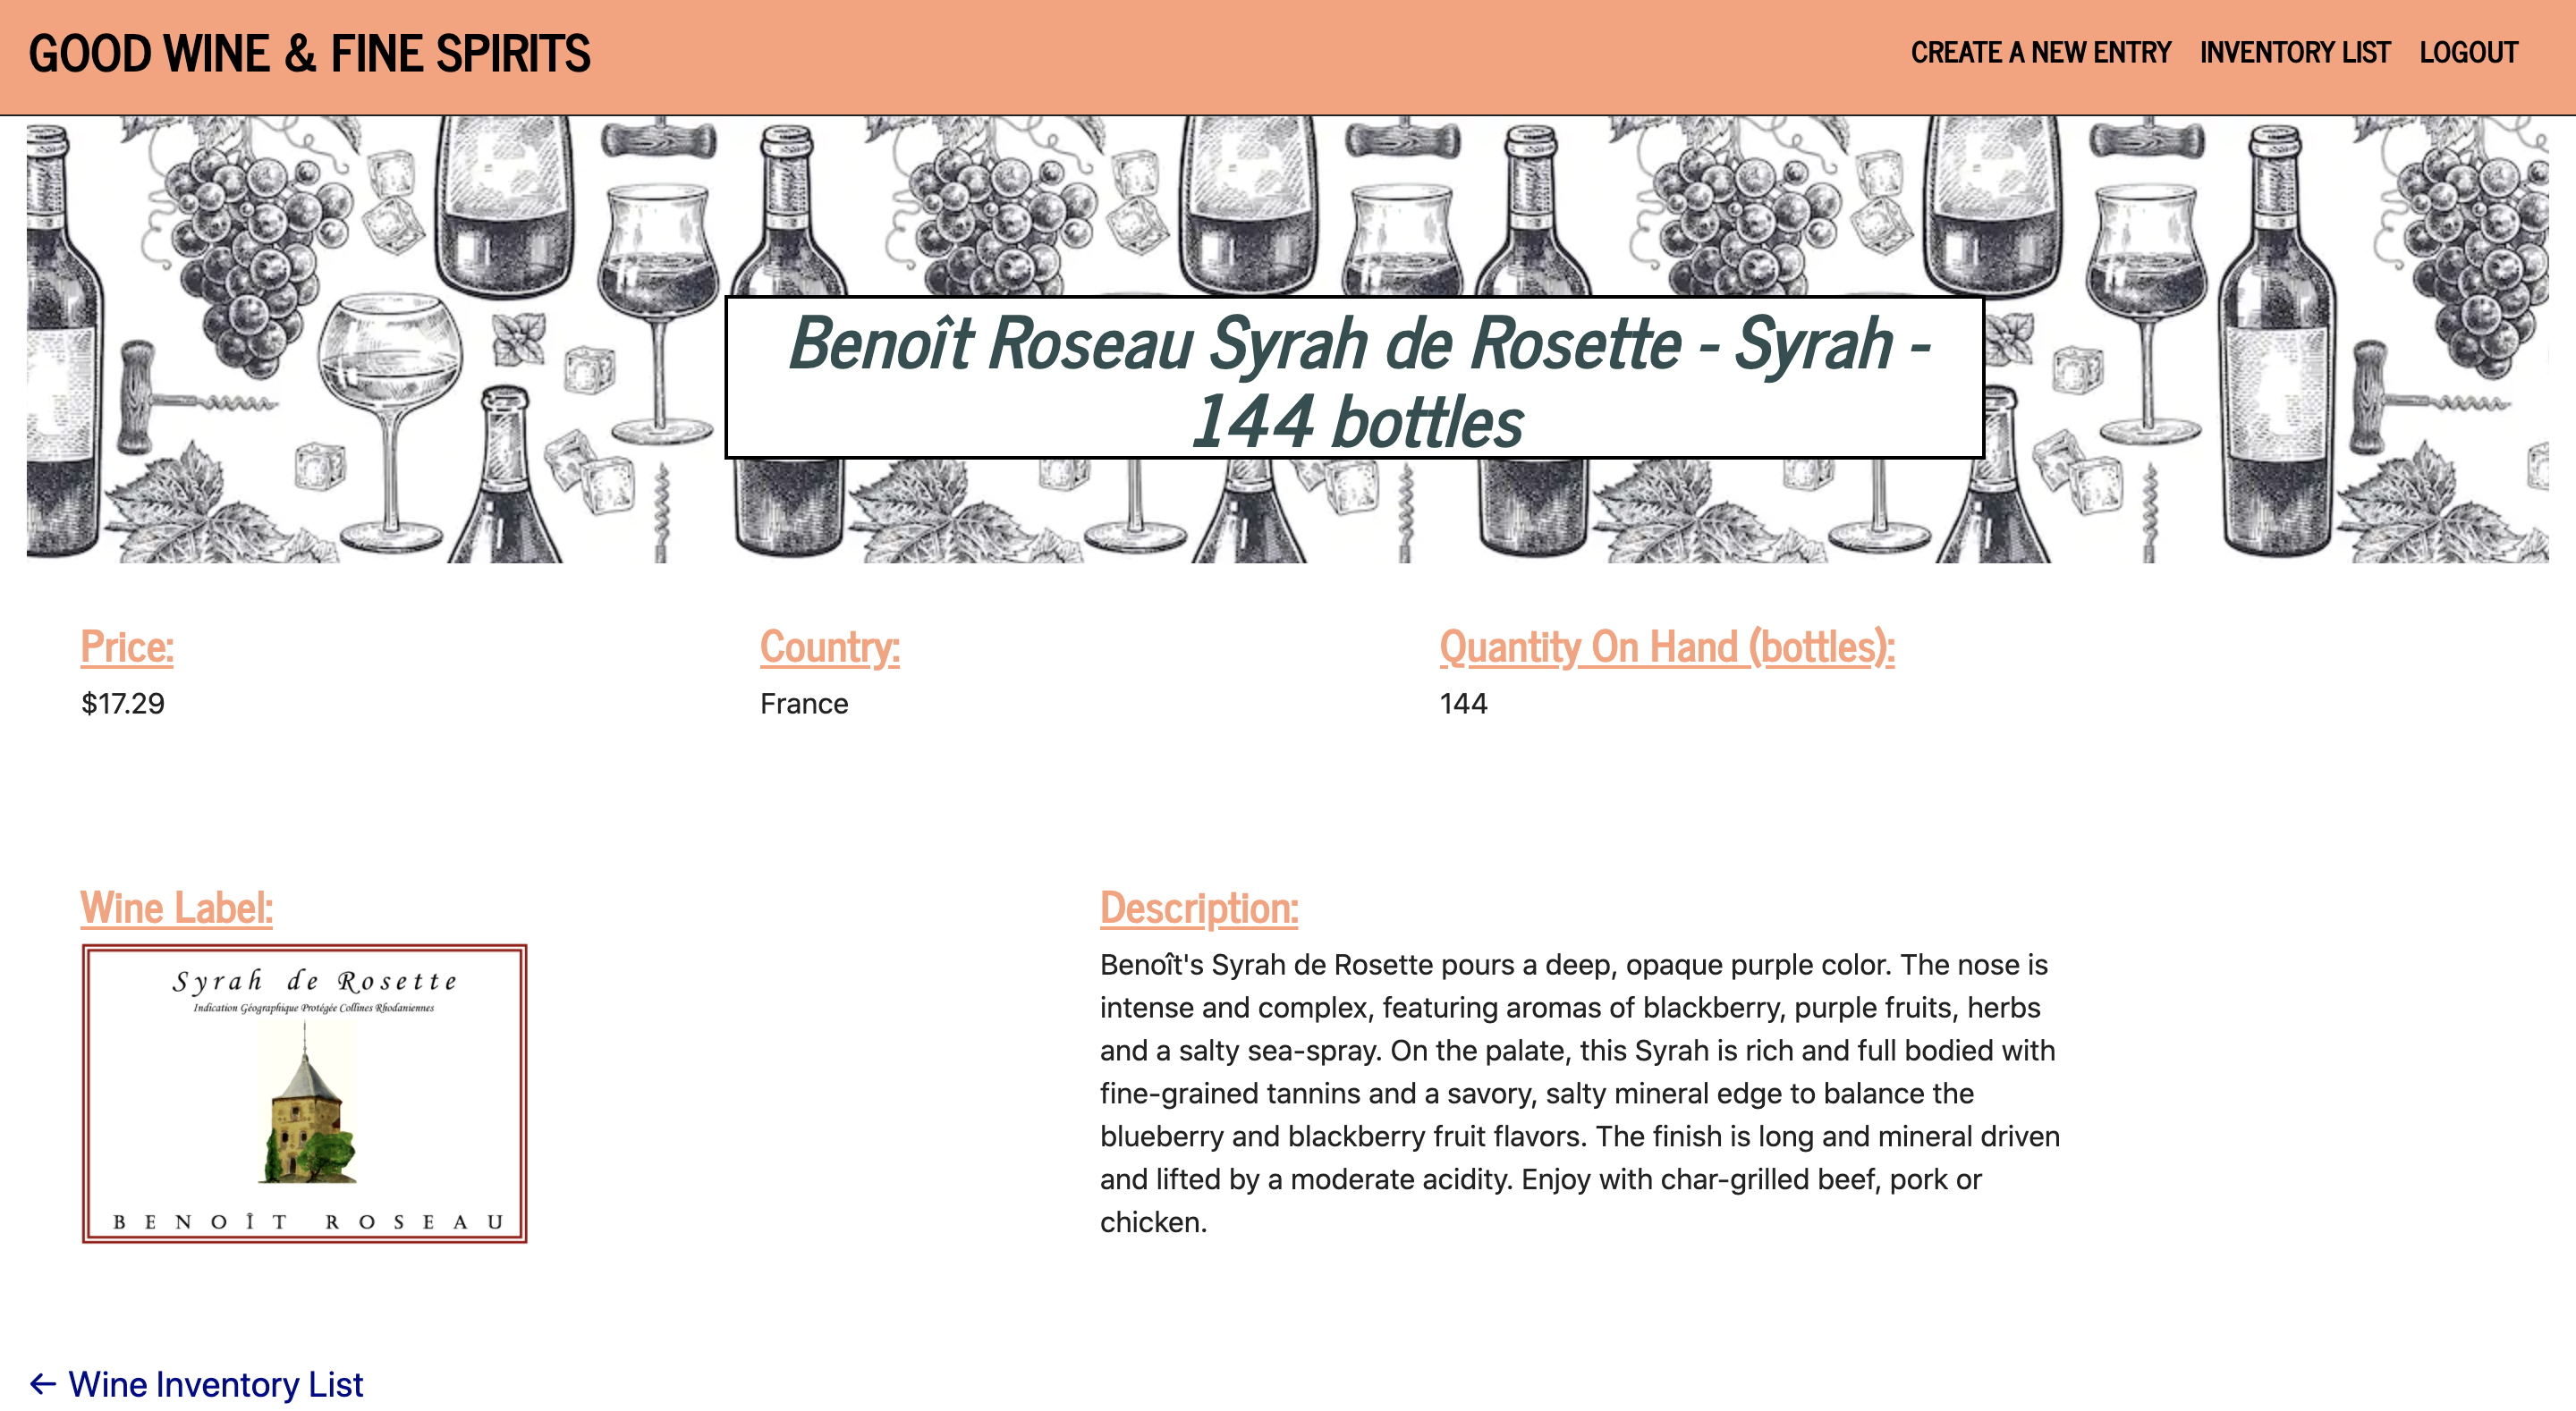 GOOD WINE & FINE SPIRITS
CREATE A NEW ENTRY
INVENTORY LIST
LOGOUT
Benoît Roseau Syrah de Rosette - Syrah -
144 bottles
Price:
$17.29
Country:
France
Quantity On Hand (bottles):
144
Wine Label:
Syrah de Rosette
Indication Géographique Protégée Collines Rhodaniennes
BENOÎT ROSEAU
Description:
Benoît's Syrah de Rosette pours a deep, opaque purple color. The nose is
intense and complex, featuring aromas of blackberry, purple fruits, herbs
and a salty sea-spray. On the palate, this Syrah is rich and full bodied with
fine-grained tannins and a savory, salty mineral edge to balance the
blueberry and blackberry fruit flavors. The finish is long and mineral driven
and lifted by a moderate acidity. Enjoy with char-grilled beef, pork or
chicken.
← Wine Inventory List